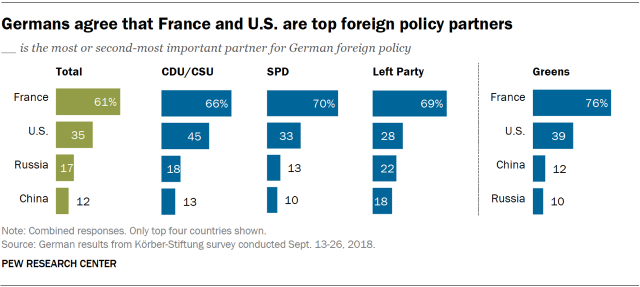 Germans agree that France and U.S. are top foreign policy partners
__ is the most or second-most important partner for German foreign policy
Total CDU/CSU SPD Left Party Greens
France 61% 66% 70% 69% France 76%
U.S. 35 45 33 28 U.S. 39
Russia 17 18 13 22 China 12
China 12 13 10 18 Russia 10
Note: Combined responses. Only top four countries shown.
Source: German results from Körber-Stiftung survey conducted Sept. 13-26, 2018.
PEW RESEARCH CENTER